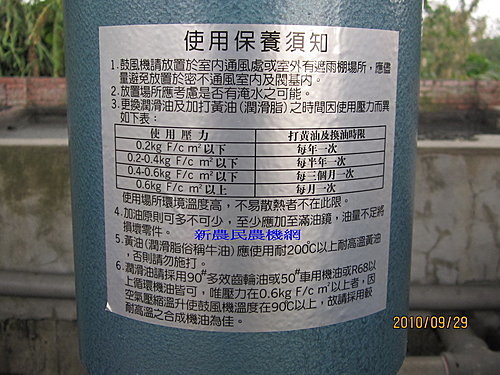 使用保養須知
1.鼓風機請放置於室內通風處或室外有遮雨棚場所，應儘
量避免放置於密不通風室內及閥基內。
2.放置場所應考慮是否有淹水之可能。
3.更換潤滑油及加打黃油(潤滑脂)之時間因使用壓力而異
如下表：
使用壓力 打黃油及換油時限
0.2kg F/c m²以下 每年一次
0.2-0.4kg F/c m²以下 每半年一次
0.4-0.6kg F/c m²以下 每三個月一次
0.6kg F/c m²以上 每月一次
使用場所環境溫度高，不易散熱者不在此限。
4.加油原則可多不可少，至少應加至滿油鏡，油量不足將
損壞零件。
新農民農機網
5.黃油(潤滑脂俗稱牛油)應使用耐200℃以上耐高溫黃油
，否則請勿施打。
6.潤滑油請採用90#多效齒輪油或50#車用機油或R68以
上循環機油皆可，唯壓力在0.6kg F/c m²以上者，因
空氣壓縮溫升使鼓風機溫度在90℃以上，故請採用較
耐高溫之合成機油為佳。
2010/09/29